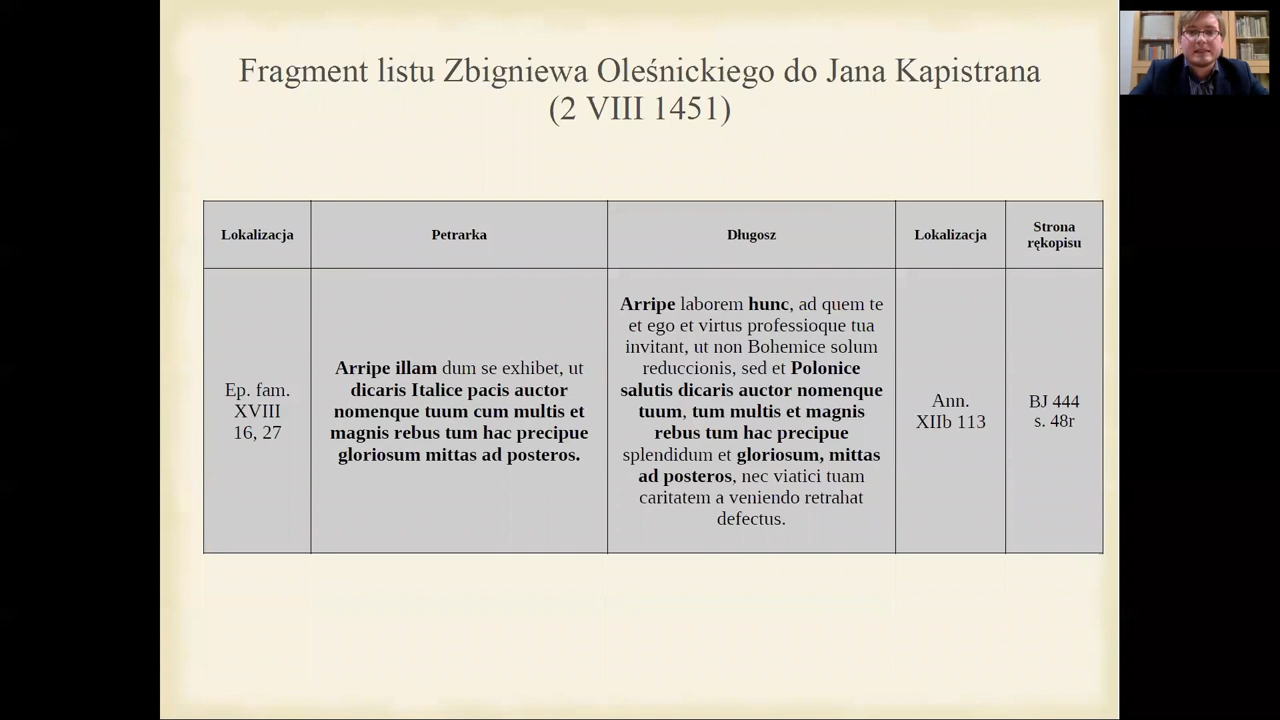 Fragment listu Zbigniewa Oleśnickiego do Jana Kapistrana
(2 VIII 1451)
Lokalizacja
Petrarka
Długosz
Lokalizacja
Strona
rękopisu
Ep. fam.
XVIII
16, 27
Arripe illam dum se exhibet, ut
dicaris Italice pacis auctor
nomenque tuum cum multis et
magnis rebus tum hac precipue
gloriosum mittas ad posteros.
Arripe laborem hunc, ad quem te
et ego et virtus professioque tua
invitant, ut non Bohemice solum
reduccionis, sed et Polonice
salutis dicaris auctor nomenque
tuum, tum multis et magnis
rebus tum hac precipue
splendidum et gloriosum, mittas
ad posteros, nec viatici tuam
caritatem a veniendo retrahat
defectus.
Ann.
XIIb 113
BJ 444
s. 48r